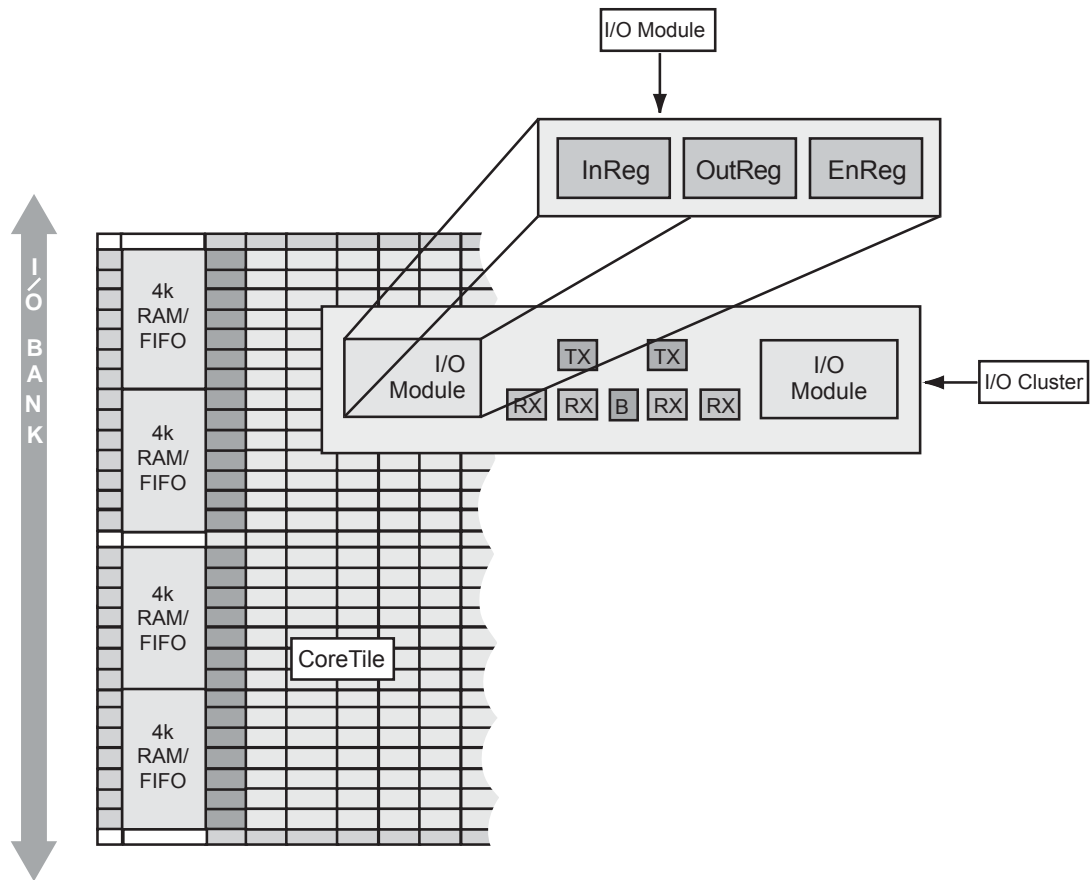 I/O Module
InReg
OutReg
EnReg
I/O BANK
4k
RAM/
FIFO
I/O
Module
TX
TX
RX
RX
B
RX
RX
I/O
Module
I/O Cluster
4k
RAM/
FIFO
4k
RAM/
FIFO
CoreTile
4k
RAM/
FIFO